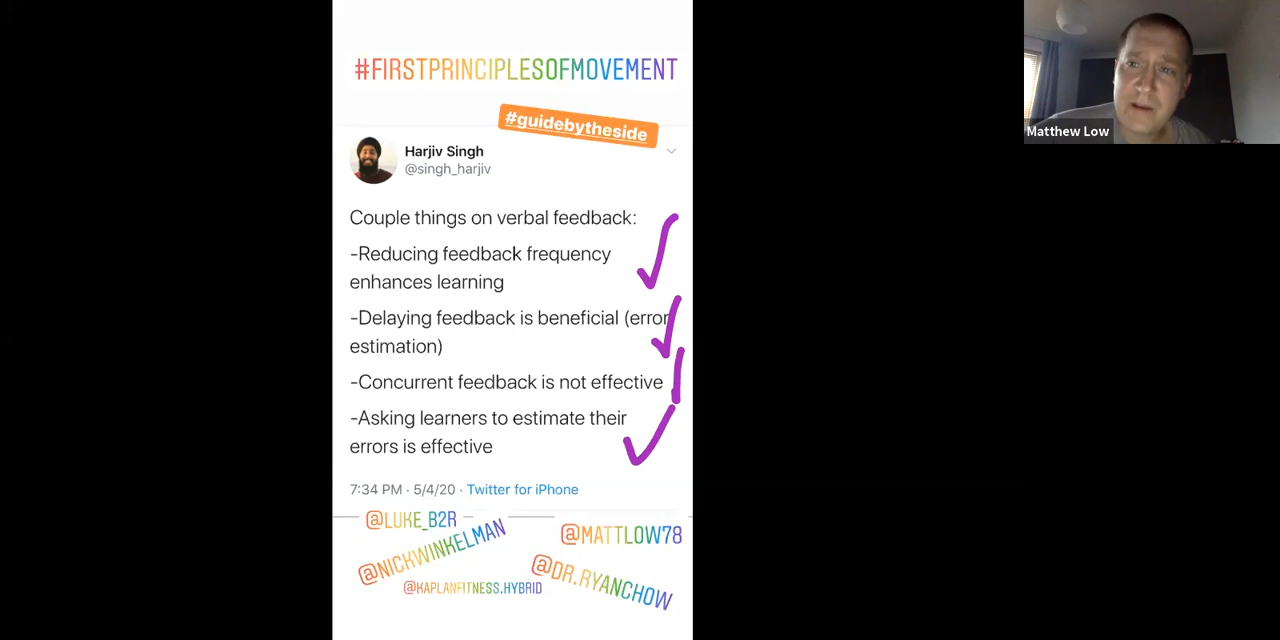 #FIRSTPRINCIPLESOFMOVEMENT
#guidebytheside
Harjiv Singh
@singh_harjiv
Matthew Low
Couple things on verbal feedback:
-Reducing feedback frequency
enhances learning
-Delaying feedback is beneficial (error
estimation)
-Concurrent feedback is not effective
-Asking learners to estimate their
errors is effective
7:34 PM · 5/4/20 · Twitter for iPhone
@LUKE_B2R
@MATTLOW78
@NICKWINKELMAN
@DR.RYANCHOW
@KAPLANFITNESS.HYBRID